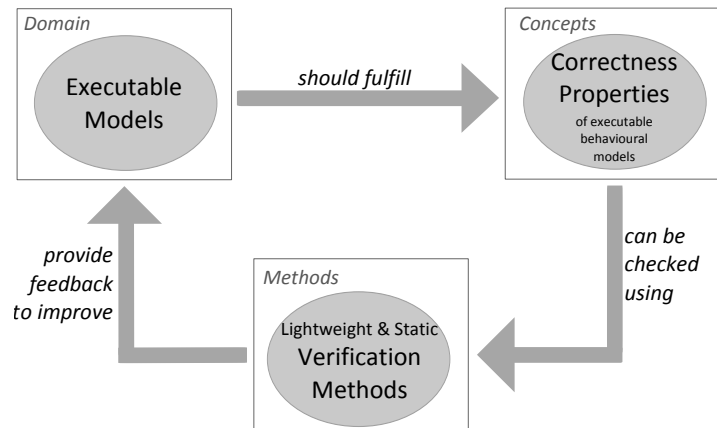 Domain
Executable
Models
should fulfill
Concepts
Correctness
Properties
of executable
behavioural
models
can be
checked
using
Methods
Lightweight & Static
Verification
Methods
provide
feedback
to improve